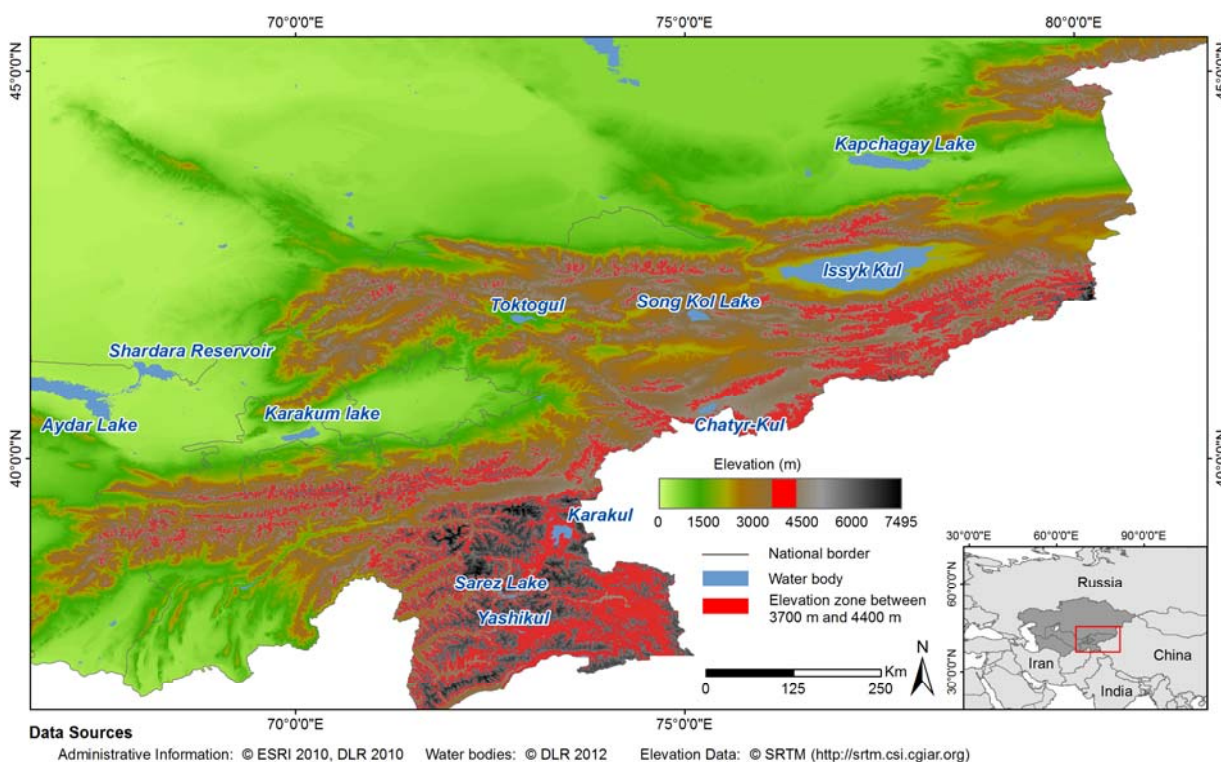 70°0'0"E 75°0'0"E 80°0'0"E
45°0'0"N
45°0'0"N
Kapchagay Lake
Issyk Kul
Toktogul
Song Kol Lake
Shardara Reservoir
Aydar Lake
Karakum lake
Chatyr-Kul
40°0'0"N
40°0'0"N
Elevation (m)
0 1500 3000 4500 6000 7495
Karakul
Sarez Lake
Yashikul
National border
Water body
Elevation zone between
3700 m and 4400 m
N
Km
0 125 250
30°0'0"E 60°0'0"E 90°0'0"E
60°0'0"N
30°0'0"N
Russia
Iran
China
India
70°0'0"E 75°0'0"E
Data Sources
Administrative Information: © ESRI 2010, DLR 2010 Water bodies: © DLR 2012 Elevation Data: © SRTM (http://srtm.csi.cgiar.org)